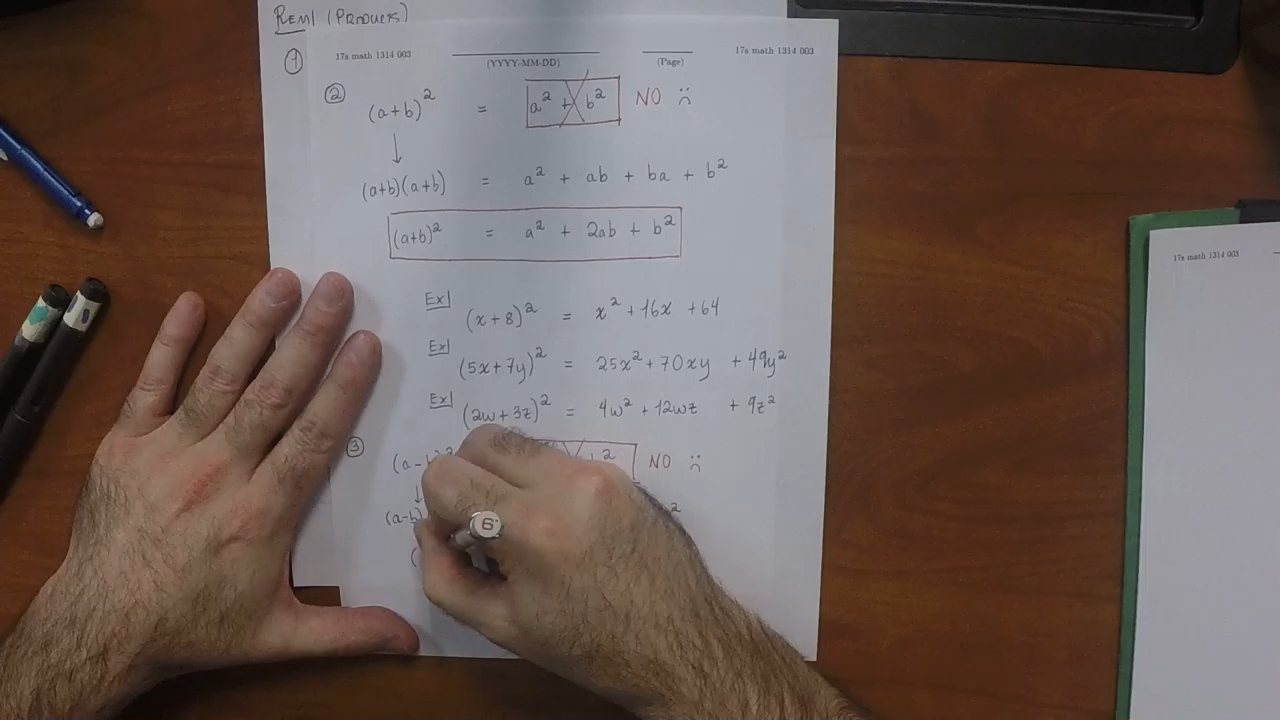 Rem| (Products)
① 17s math 1314 003 (YYYY-MM-DD) (Page) 17s math 1314 003
② (a+b)² = a² + b² NO ☹
↓
(a+b)(a+b) = a² + ab + ba + b²
(a+b)² = a² + 2ab + b²
Ex| (x+8)² = x² + 16x + 64
Ex| (5x+7y)² = 25x² + 70xy + 49y²
Ex| (2w+3z)² = 4w² + 12wz + 9z²
③ (a- NO ☹
↓
(a-b)
(
17s math 1314 003